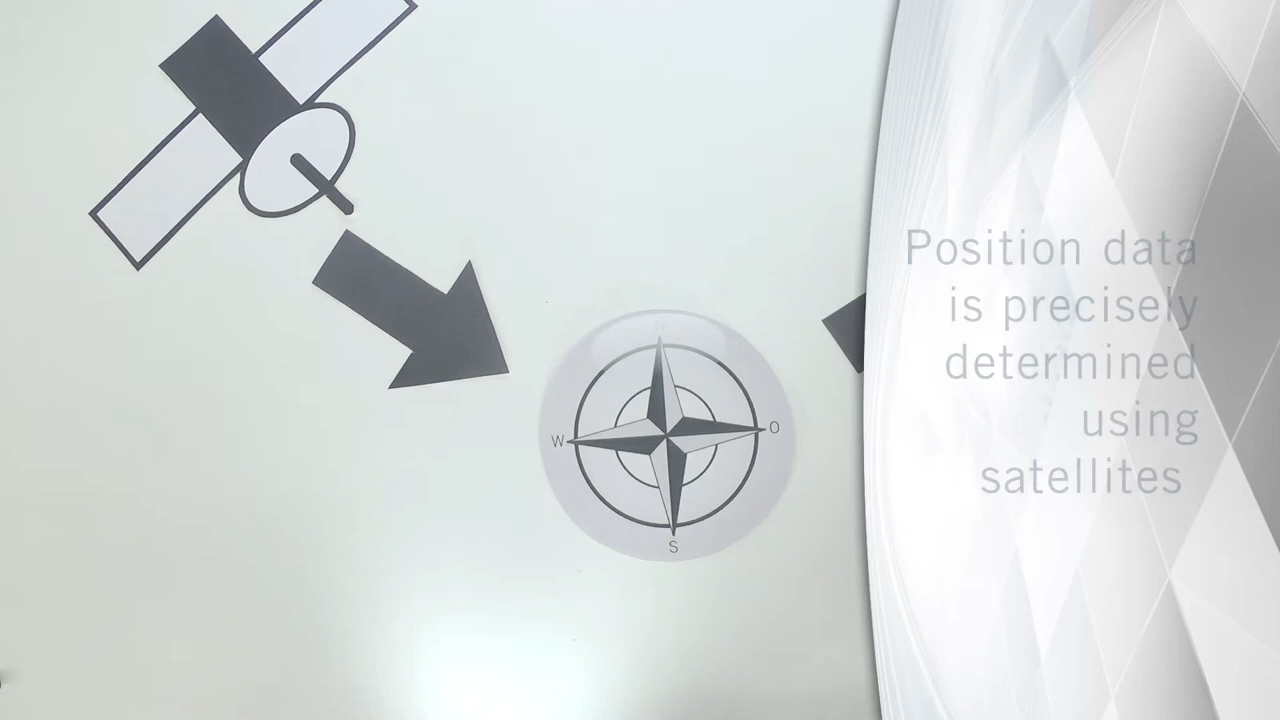 W
O
S
Position data
is precisely
determined
using
satellites